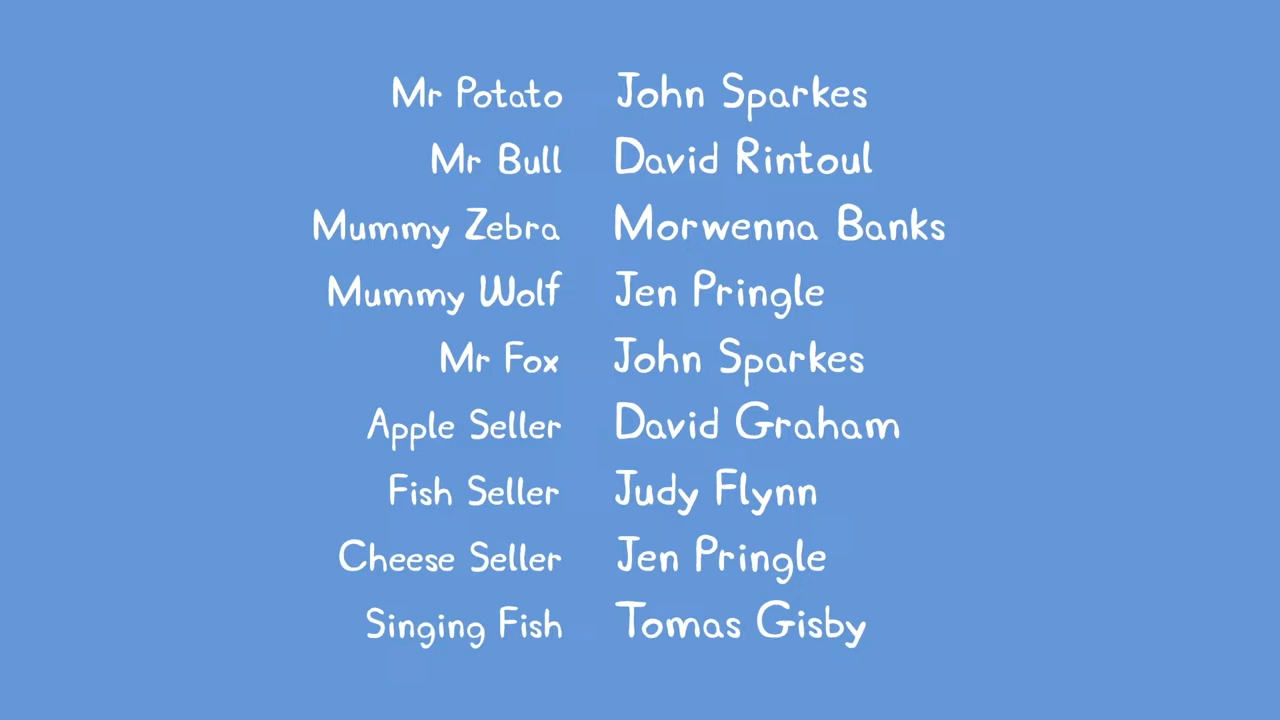 Mr Potato John Sparkes
Mr Bull David Rintoul
Mummy Zebra Morwenna Banks
Mummy Wolf Jen Pringle
Mr Fox John Sparkes
Apple Seller David Graham
Fish Seller Judy Flynn
Cheese Seller Jen Pringle
Singing Fish Tomas Gisby